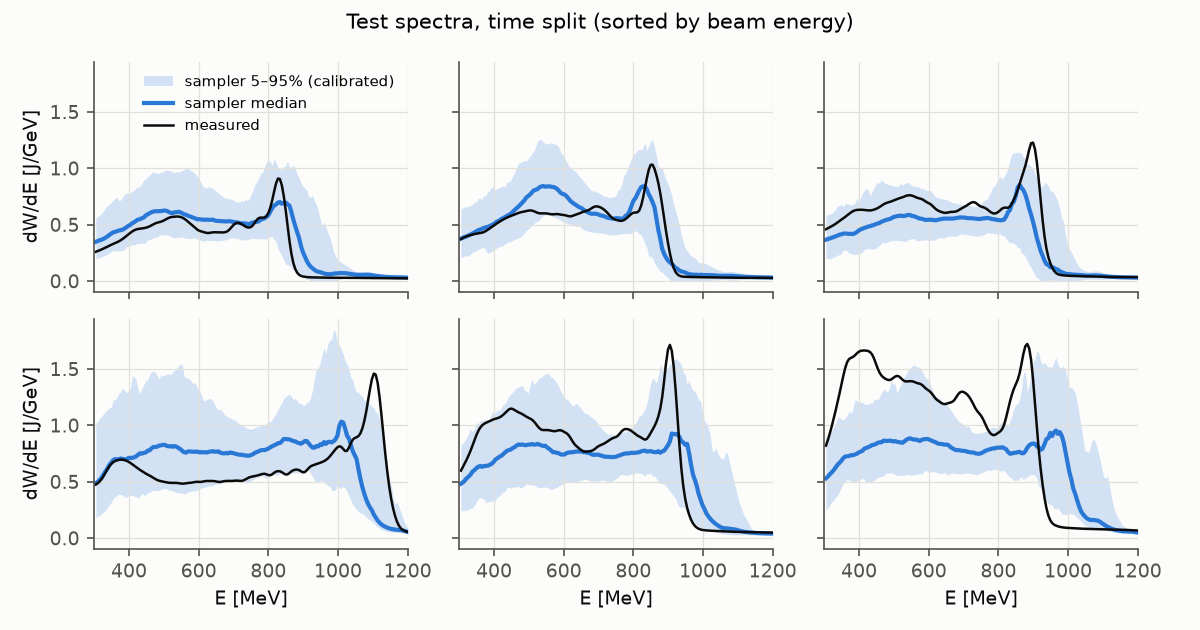 Test spectra, time split (sorted by beam energy)
sampler 5–95% (calibrated)
sampler median
measured
dW/dE [J/GeV]
1.5
1.0
0.5
0.0
dW/dE [J/GeV]
1.5
1.0
0.5
0.0
400 600 800 1000 1200
400 600 800 1000 1200
400 600 800 1000 1200
E [MeV]
E [MeV]
E [MeV]